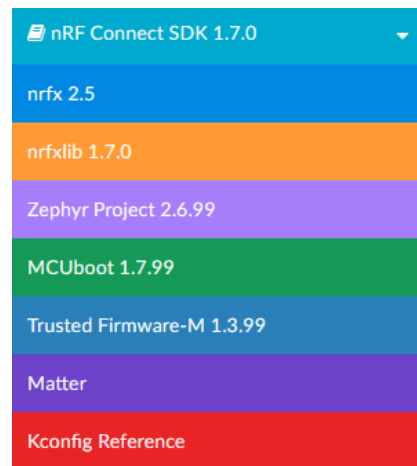 nRF Connect SDK 1.7.0
nrfx 2.5
nrfxlib 1.7.0
Zephyr Project 2.6.99
MCUboot 1.7.99
Trusted Firmware-M 1.3.99
Matter
Kconfig Reference